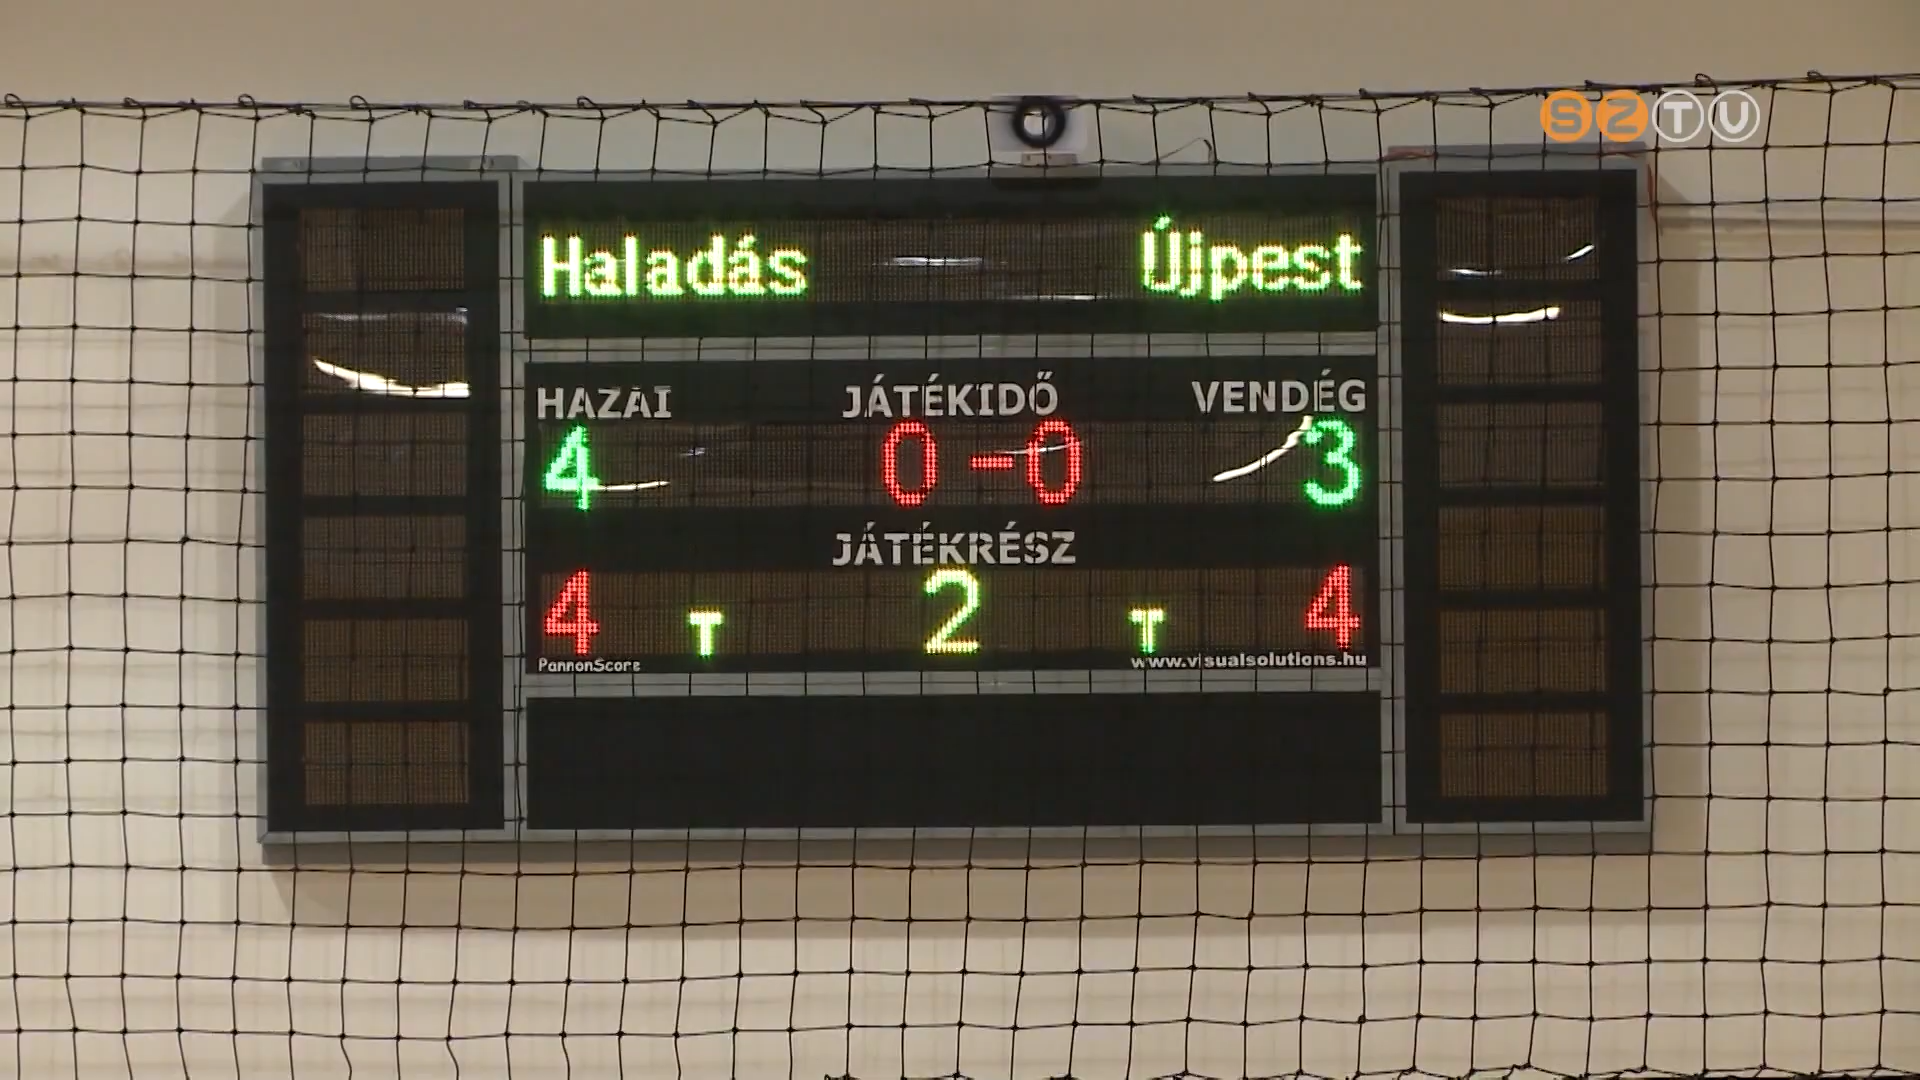 SZTV
Haladás Újpest
HAZAI JÁTÉKIDŐ VENDÉG
4 0-0 3
JÁTÉKRÉSZ
4 T 2 T 4
PannonScore www.visualsolutions.hu